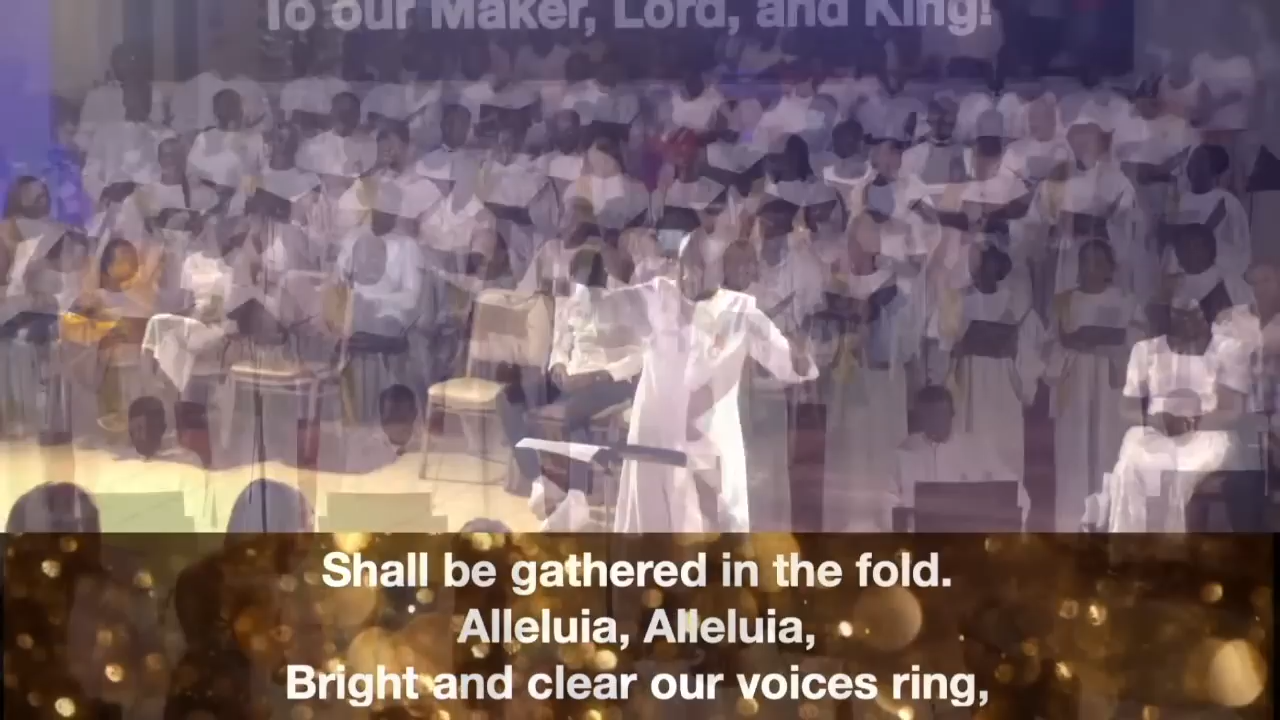 To our Maker, Lord, and King!
Shall be gathered in the fold.
Alleluia, Alleluia,
Bright and clear our voices ring,